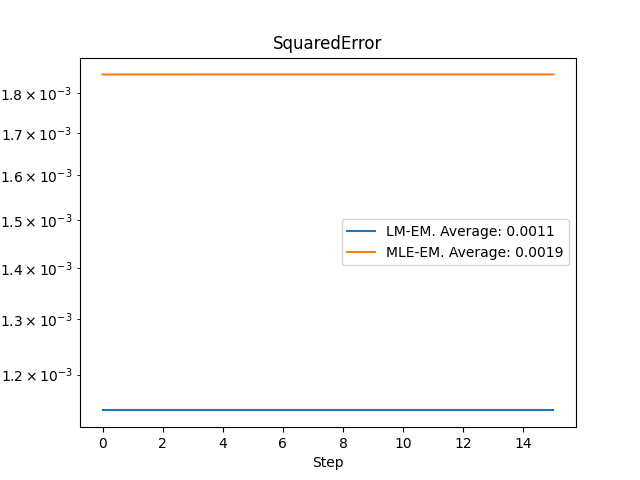 SquaredError
1.8 × 10⁻³
1.7 × 10⁻³
1.6 × 10⁻³
1.5 × 10⁻³
1.4 × 10⁻³
1.3 × 10⁻³
1.2 × 10⁻³
LM-EM. Average: 0.0011
MLE-EM. Average: 0.0019
0 2 4 6 8 10 12 14
Step